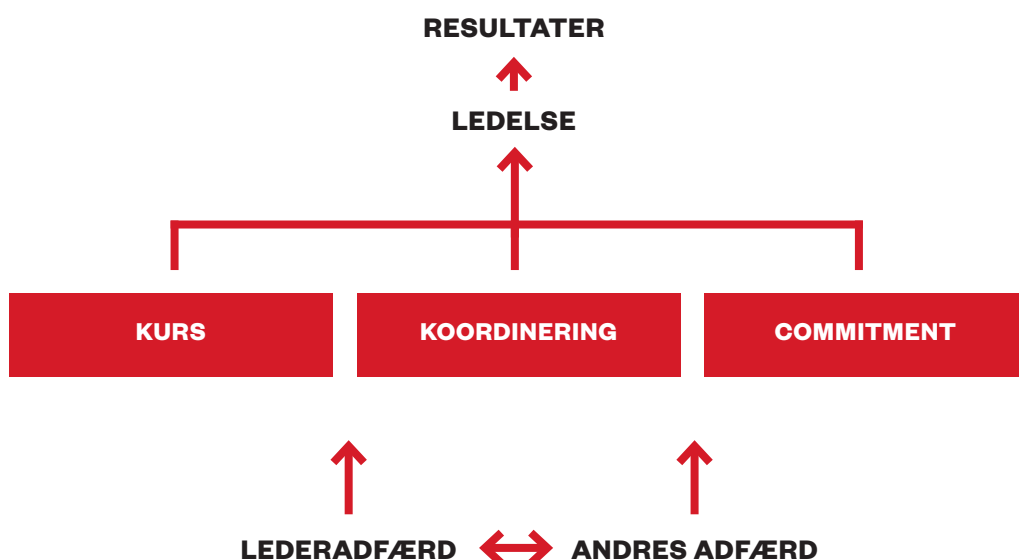 RESULTATER
LEDELSE
KURS
KOORDINERING
COMMITMENT
LEDERADFÆRD
ANDRES ADFÆRD